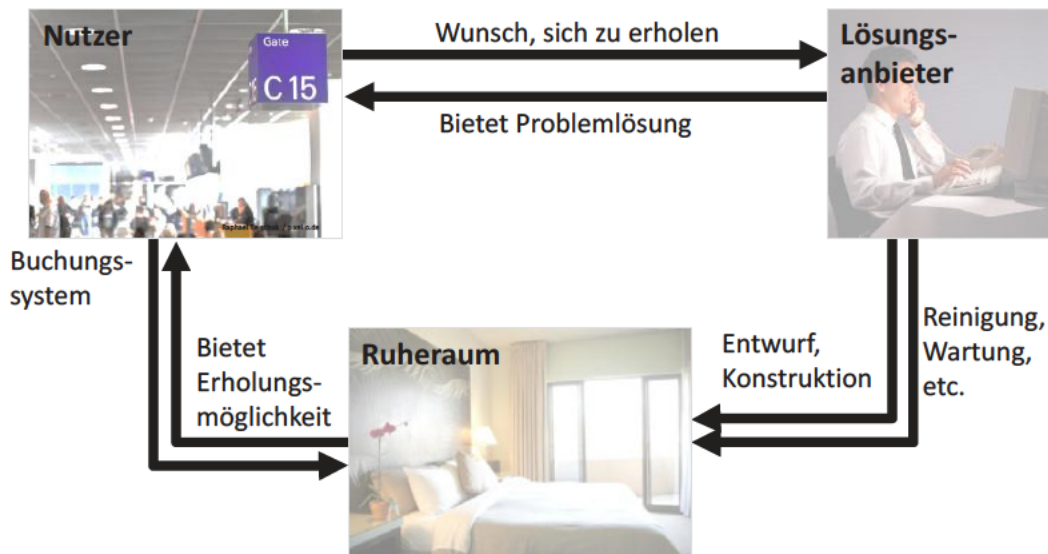 Nutzer
Gate
C 15
Wunsch, sich zu erholen
Lösungs-
anbieter
Bietet Problemlösung
Buchungs-
system
Bietet
Erholungs-
möglichkeit
Ruheraum
Entwurf,
Konstruktion
Reinigung,
Wartung,
etc.